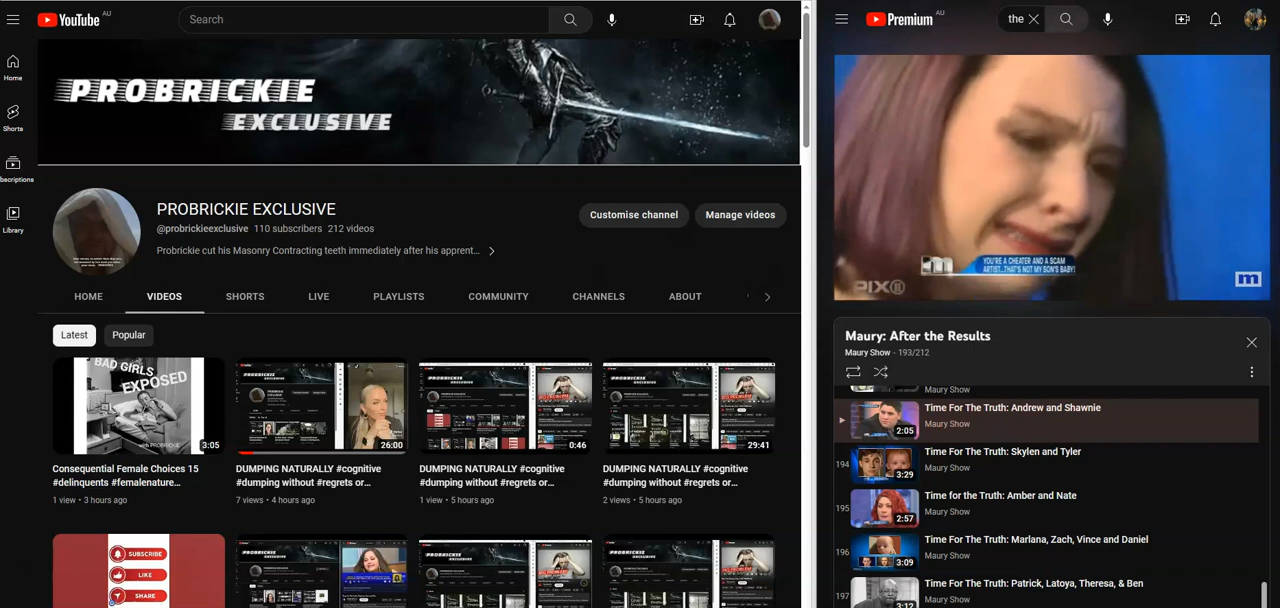 YouTube AU
Search
Home
Shorts
bscriptions
Library
PROBRICKIE
EXCLUSIVE
PROBRICKIE EXCLUSIVE
@probrickieexclusive 110 subscribers 212 videos
Probrickie cut his Masonry Contracting teeth immediately after his apprent...
Customise channel
Manage videos
HOME
VIDEOS
SHORTS
LIVE
PLAYLISTS
COMMUNITY
CHANNELS
ABOUT
Latest
Popular
BAD GIRLS
EXPOSED
with PROBRICKIE
3:05
26:00
0:46
29:41
Consequential Female Choices 15
#delinquents #femalenature...
1 view • 3 hours ago
DUMPING NATURALLY #cognitive
#dumping without #regrets or...
7 views • 4 hours ago
DUMPING NATURALLY #cognitive
#dumping without #regrets or...
1 view • 5 hours ago
DUMPING NATURALLY #cognitive
#dumping without #regrets or...
2 views • 5 hours ago
SUBSCRIBE
LIKE
SHARE
Premium AU
the
YOU'RE A CHEATER AND A SCAM
ARTIST...THAT'S NOT MY SON'S BABY!
PIX11
m
Maury: After the Results
Maury Show - 193/212
Maury Show
Time For The Truth: Andrew and Shawnie
Maury Show
2:05
194
Time For The Truth: Skylen and Tyler
Maury Show
3:29
195
Time for the Truth: Amber and Nate
Maury Show
2:57
196
Time For The Truth: Marlana, Zach, Vince and Daniel
Maury Show
3:09
197
Time For The Truth: Patrick, Latoya, Theresa, & Ben
Maury Show
3:12